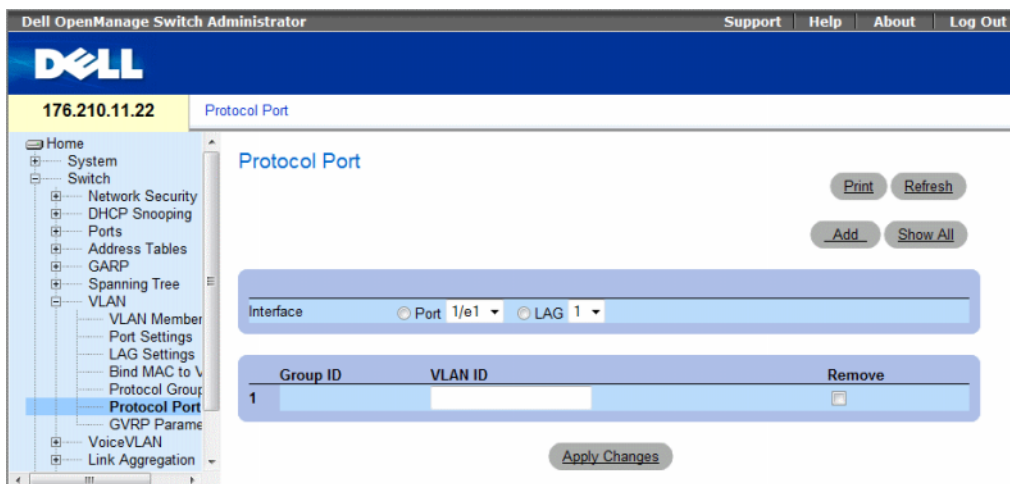 Dell OpenManage Switch Administrator Support Help About Log Out
DELL
176.210.11.22 Protocol Port
Home
System
Switch
Network Security
DHCP Snooping
Ports
Address Tables
GARP
Spanning Tree
VLAN
VLAN Member
Port Settings
LAG Settings
Bind MAC to V
Protocol Group
Protocol Port
GVRP Parame
VoiceVLAN
Link Aggregation
Protocol Port
Print Refresh
Add Show All
Interface Port 1/e1 LAG 1
Group ID VLAN ID Remove
1
Apply Changes